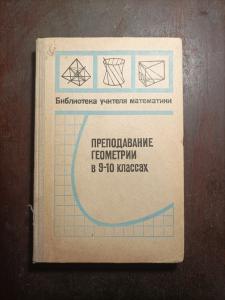 Библиотека учителя математики
ПРЕПОДАВАНИЕ
ГЕОМЕТРИИ
в 9-10 классах